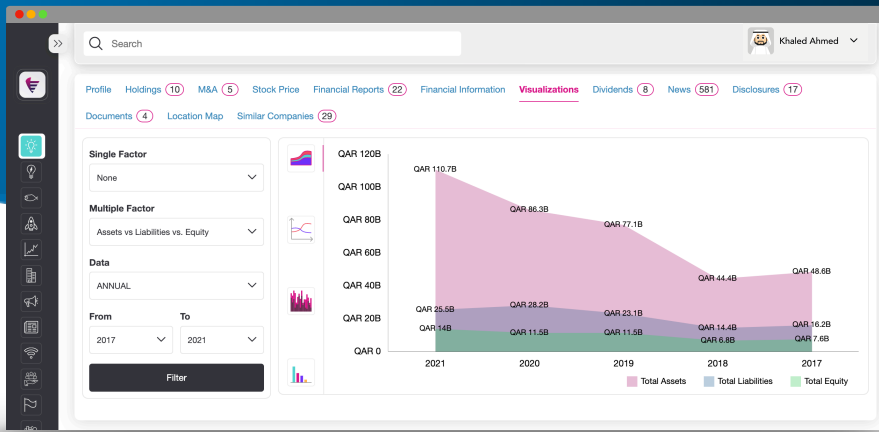 Search
Khaled Ahmed
Profile Holdings 10 M&A 5 Stock Price Financial Reports 22 Financial Information Visualizations Dividends 8 News 581 Disclosures 17
Documents 4 Location Map Similar Companies 29
Single Factor
None
Multiple Factor
Assets vs Liabilities vs. Equity
Data
ANNUAL
From To
2017 2021
Filter
QAR 120B
QAR 110.7B
QAR 100B
QAR 86.3B
QAR 80B
QAR 77.1B
QAR 60B
QAR 44.4B
QAR 48.6B
QAR 40B
QAR 25.5B
QAR 28.2B
QAR 23.1B
QAR 20B
QAR 14.4B
QAR 16.2B
QAR 14B
QAR 11.5B
QAR 11.5B
QAR 6.8B
QAR 7.6B
QAR 0
2021 2020 2019 2018 2017
Total Assets Total Liabilities Total Equity